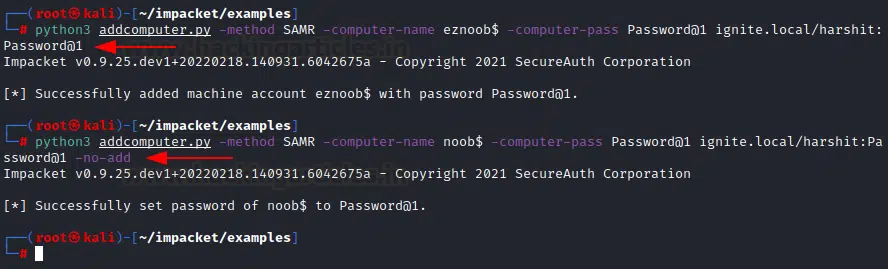 ┌──(root㉿kali)-[~/impacket/examples]
└─# python3 addcomputer.py -method SAMR -computer-name eznoob$ -computer-pass Password@1 ignite.local/harshit:
Password@1
Impacket v0.9.25.dev1+20220218.140931.6042675a - Copyright 2021 SecureAuth Corporation
[*] Successfully added machine account eznoob$ with password Password@1.
┌──(root㉿kali)-[~/impacket/examples]
└─# python3 addcomputer.py -method SAMR -computer-name noob$ -computer-pass Password@1 ignite.local/harshit:Pa
ssword@1 -no-add
Impacket v0.9.25.dev1+20220218.140931.6042675a - Copyright 2021 SecureAuth Corporation
[*] Successfully set password of noob$ to Password@1.
┌──(root㉿kali)-[~/impacket/examples]
└─#